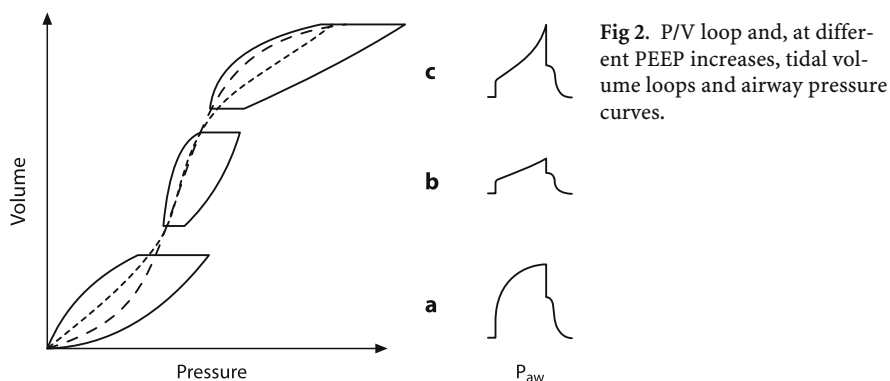 Volume
Pressure
c
b
a
Paw
Fig 2. P/V loop and, at differ-
ent PEEP increases, tidal vol-
ume loops and airway pressure
curves.